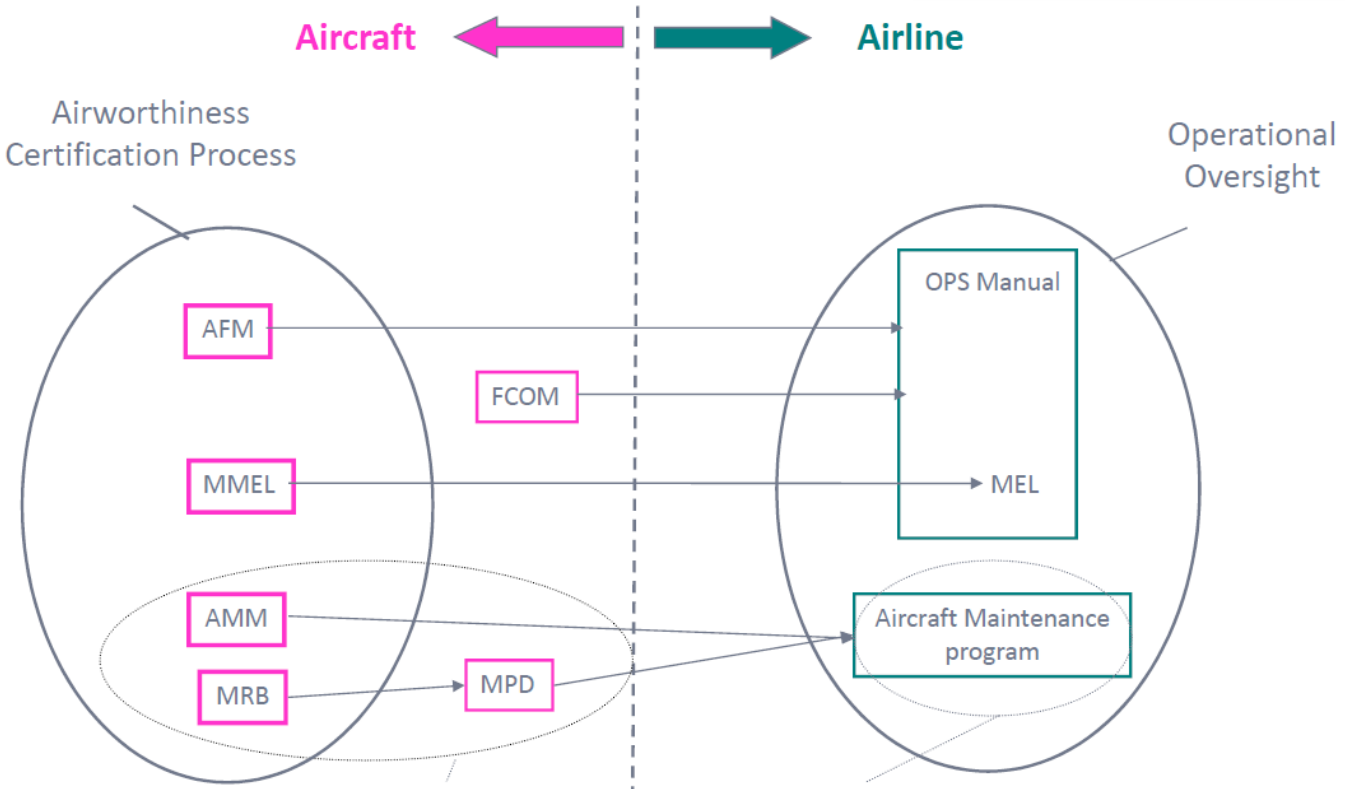 Aircraft
Airline
Airworthiness
Certification Process
Operational
Oversight
OPS Manual
AFM
FCOM
MMEL
MEL
AMM
Aircraft Maintenance
program
MRB
MPD